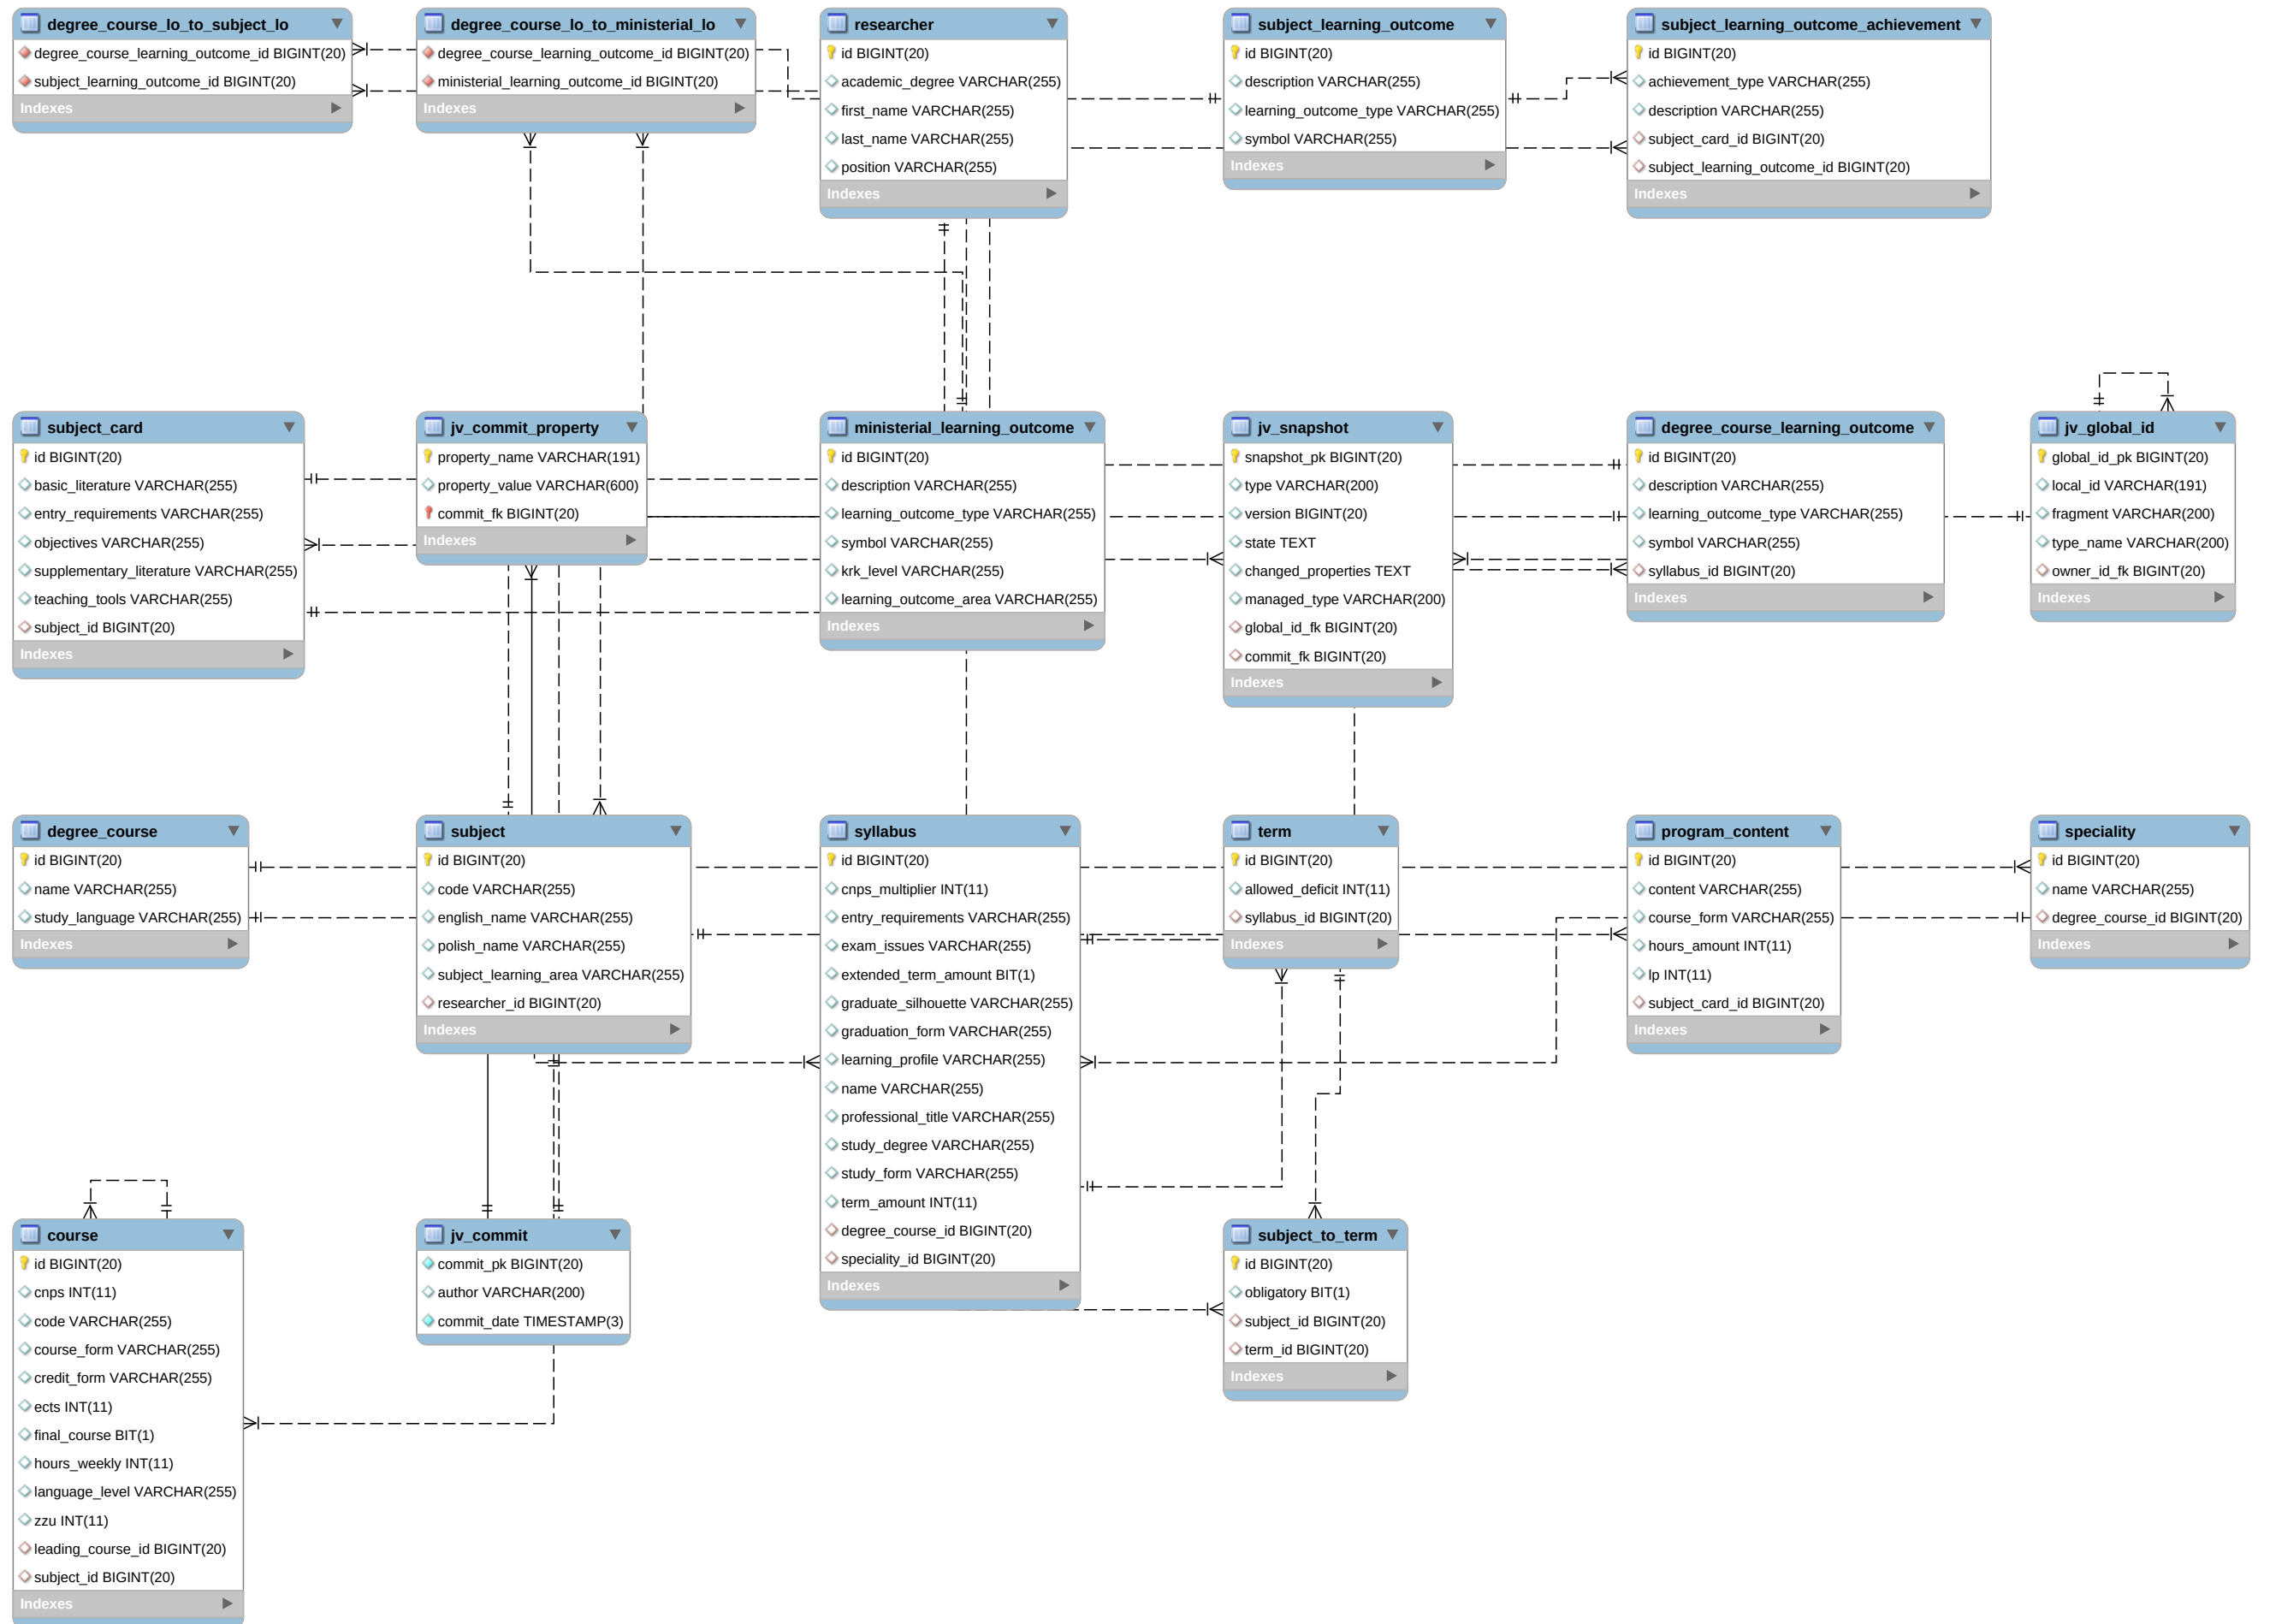 degree_course_lo_to_subject_lo
degree_course_learning_outcome_id BIGINT(20)
subject_learning_outcome_id BIGINT(20)
Indexes
degree_course_lo_to_ministerial_lo
degree_course_learning_outcome_id BIGINT(20)
ministerial_learning_outcome_id BIGINT(20)
Indexes
researcher
id BIGINT(20)
academic_degree VARCHAR(255)
first_name VARCHAR(255)
last_name VARCHAR(255)
position VARCHAR(255)
Indexes
subject_learning_outcome
id BIGINT(20)
description VARCHAR(255)
learning_outcome_type VARCHAR(255)
symbol VARCHAR(255)
Indexes
subject_learning_outcome_achievement
id BIGINT(20)
achievement_type VARCHAR(255)
description VARCHAR(255)
subject_card_id BIGINT(20)
subject_learning_outcome_id BIGINT(20)
Indexes
subject_card
id BIGINT(20)
basic_literature VARCHAR(255)
entry_requirements VARCHAR(255)
objectives VARCHAR(255)
supplementary_literature VARCHAR(255)
teaching_tools VARCHAR(255)
subject_id BIGINT(20)
Indexes
jv_commit_property
property_name VARCHAR(191)
property_value VARCHAR(600)
commit_fk BIGINT(20)
Indexes
ministerial_learning_outcome
id BIGINT(20)
description VARCHAR(255)
learning_outcome_type VARCHAR(255)
symbol VARCHAR(255)
krk_level VARCHAR(255)
learning_outcome_area VARCHAR(255)
Indexes
jv_snapshot
snapshot_pk BIGINT(20)
type VARCHAR(200)
version BIGINT(20)
state TEXT
changed_properties TEXT
managed_type VARCHAR(200)
global_id_fk BIGINT(20)
commit_fk BIGINT(20)
Indexes
degree_course_learning_outcome
id BIGINT(20)
description VARCHAR(255)
learning_outcome_type VARCHAR(255)
symbol VARCHAR(255)
syllabus_id BIGINT(20)
Indexes
jv_global_id
global_id_pk BIGINT(20)
local_id VARCHAR(191)
fragment VARCHAR(200)
type_name VARCHAR(200)
owner_id_fk BIGINT(20)
Indexes
degree_course
id BIGINT(20)
name VARCHAR(255)
study_language VARCHAR(255)
Indexes
subject
id BIGINT(20)
code VARCHAR(255)
english_name VARCHAR(255)
polish_name VARCHAR(255)
subject_learning_area VARCHAR(255)
researcher_id BIGINT(20)
Indexes
syllabus
id BIGINT(20)
cnps_multiplier INT(11)
entry_requirements VARCHAR(255)
exam_issues VARCHAR(255)
extended_term_amount BIT(1)
graduate_silhouette VARCHAR(255)
graduation_form VARCHAR(255)
learning_profile VARCHAR(255)
name VARCHAR(255)
professional_title VARCHAR(255)
study_degree VARCHAR(255)
study_form VARCHAR(255)
term_amount INT(11)
degree_course_id BIGINT(20)
speciality_id BIGINT(20)
Indexes
term
id BIGINT(20)
allowed_deficit INT(11)
syllabus_id BIGINT(20)
Indexes
program_content
id BIGINT(20)
content VARCHAR(255)
course_form VARCHAR(255)
hours_amount INT(11)
lp INT(11)
subject_card_id BIGINT(20)
Indexes
speciality
id BIGINT(20)
name VARCHAR(255)
degree_course_id BIGINT(20)
Indexes
course
id BIGINT(20)
cnps INT(11)
code VARCHAR(255)
course_form VARCHAR(255)
credit_form VARCHAR(255)
ects INT(11)
final_course BIT(1)
hours_weekly INT(11)
language_level VARCHAR(255)
zzu INT(11)
leading_course_id BIGINT(20)
subject_id BIGINT(20)
Indexes
jv_commit
commit_pk BIGINT(20)
author VARCHAR(200)
commit_date TIMESTAMP(3)
subject_to_term
id BIGINT(20)
obligatory BIT(1)
subject_id BIGINT(20)
term_id BIGINT(20)
Indexes